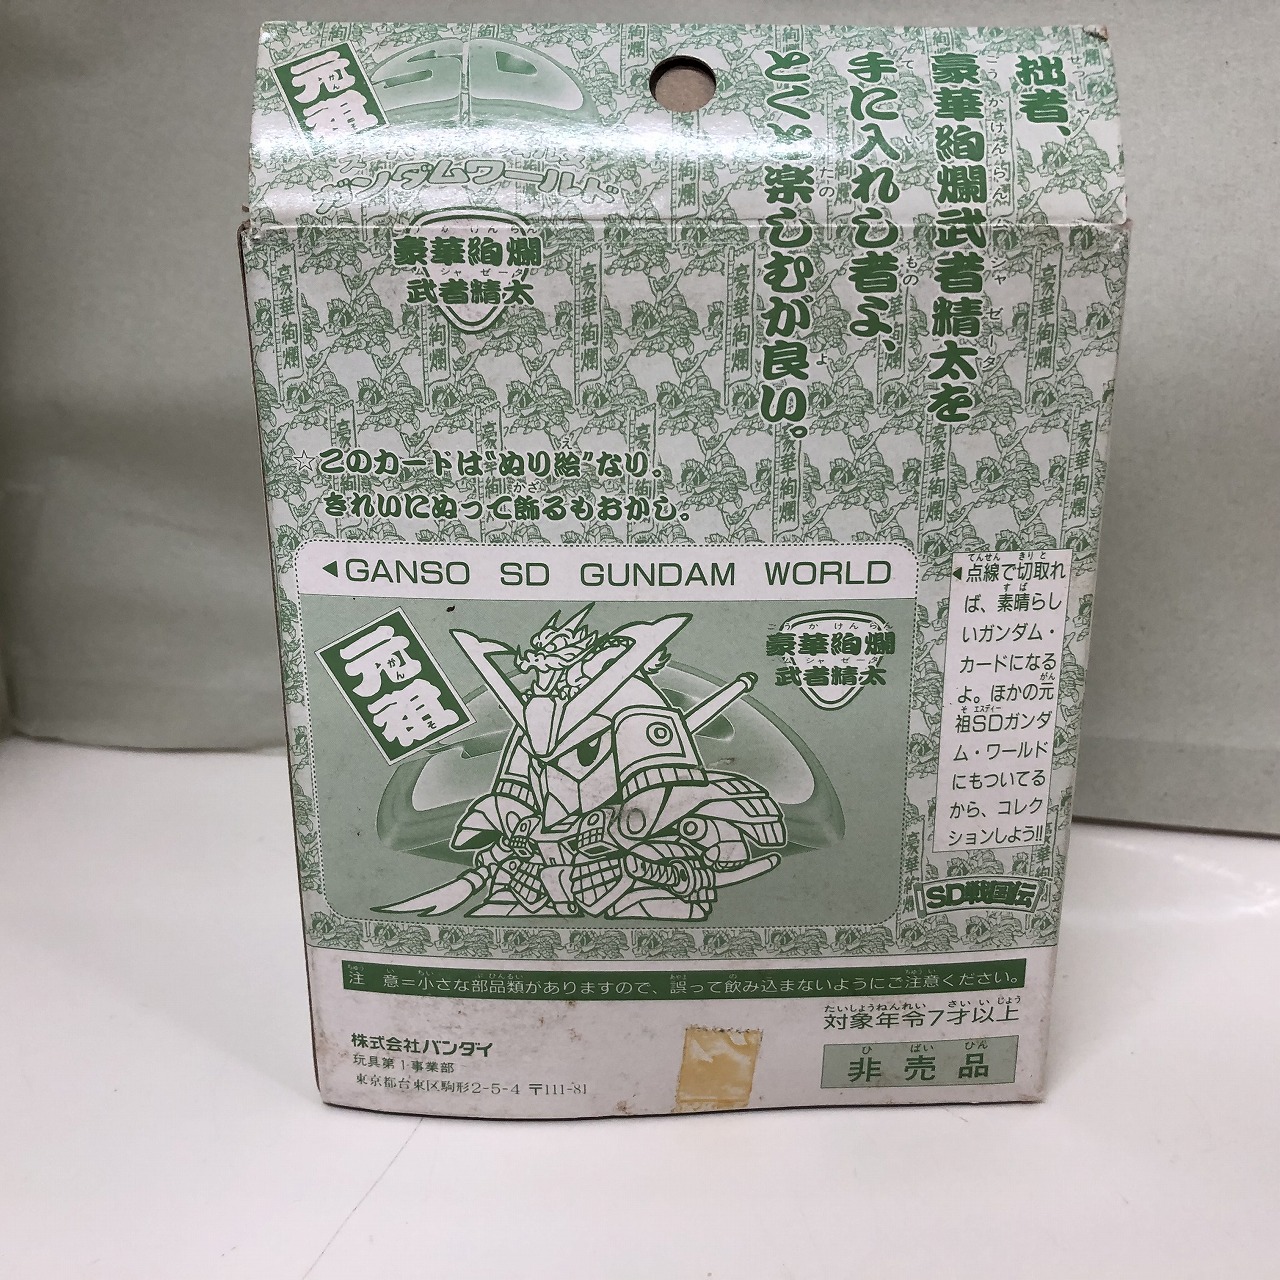 元祖
SD
ガンダムワールド
豪華絢爛
武者精太
拙者、
豪華絢爛武者精太を
手に入れし者よ、
とくと楽しむが良い。
☆このカードは"ぬり絵"なり。
きれいにぬって飾るもおかし。
◀GANSO SD GUNDAM WORLD
元祖
豪華絢爛
武者精太
◀点線で切取れ
ば、素晴らし
いガンダム・
カードになる
よ。ほかの元
祖SDガンダ
ム・ワールド
にもついてる
から、コレク
ションしよう!!
SD戦国伝
注 意=小さな部品類がありますので、誤って飲み込まないようにご注意ください。
対象年令7才以上
株式会社バンダイ
玩具第1事業部
東京都台東区駒形2-5-4 〒111-81
非売品